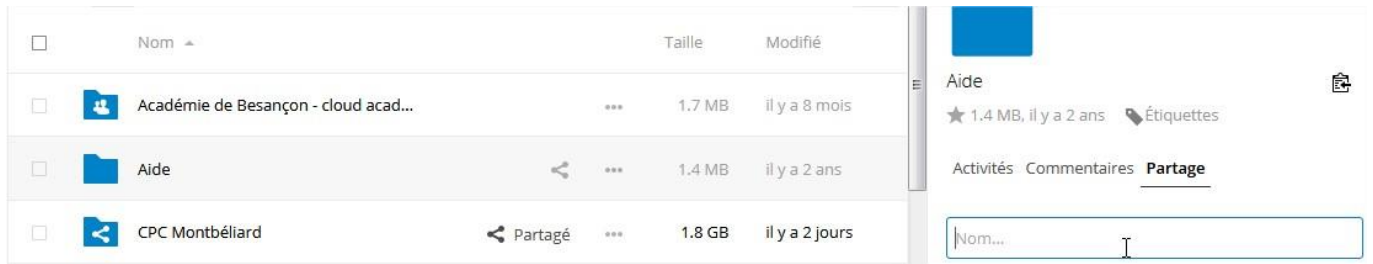 Nom Taille Modifié
Académie de Besançon - cloud acad... ... 1.7 MB il y a 8 mois
Aide ... 1.4 MB il y a 2 ans
CPC Montbéliard Partagé ... 1.8 GB il y a 2 jours
Aide
1.4 MB, il y a 2 ans Étiquettes
Activités Commentaires Partage
Nom...